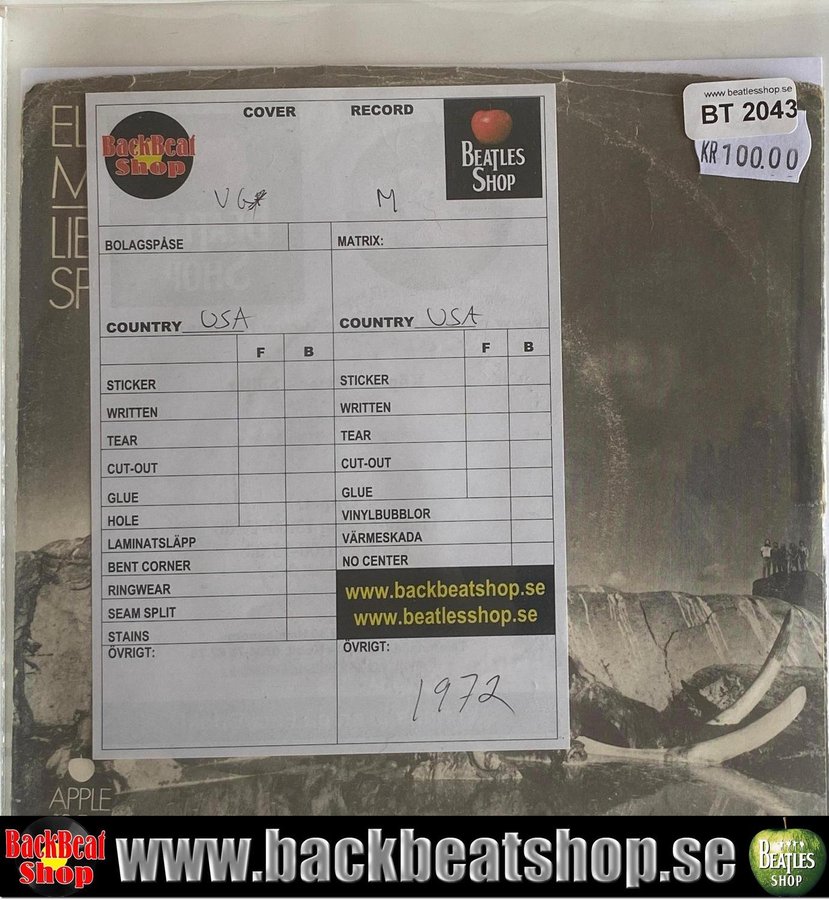 www.beatlesshop.se
BT 2043
KR 100.00
EL
M
LIE
SP
BackBeat
Shop
COVER
RECORD
BEATLES
SHOP
VG*
M
BOLAGSPÅSE
MATRIX:
COUNTRY USA
COUNTRY USA
F B
F B
STICKER
STICKER
WRITTEN
WRITTEN
TEAR
TEAR
CUT-OUT
CUT-OUT
GLUE
GLUE
HOLE
VINYLBUBBLOR
LAMINATSLÄPP
VÄRMESKADA
BENT CORNER
NO CENTER
RINGWEAR
www.backbeatshop.se
SEAM SPLIT
www.beatlesshop.se
STAINS
ÖVRIGT:
ÖVRIGT:
1972
APPLE
BackBeat
Shop
www.backbeatshop.se
BEATLES
SHOP